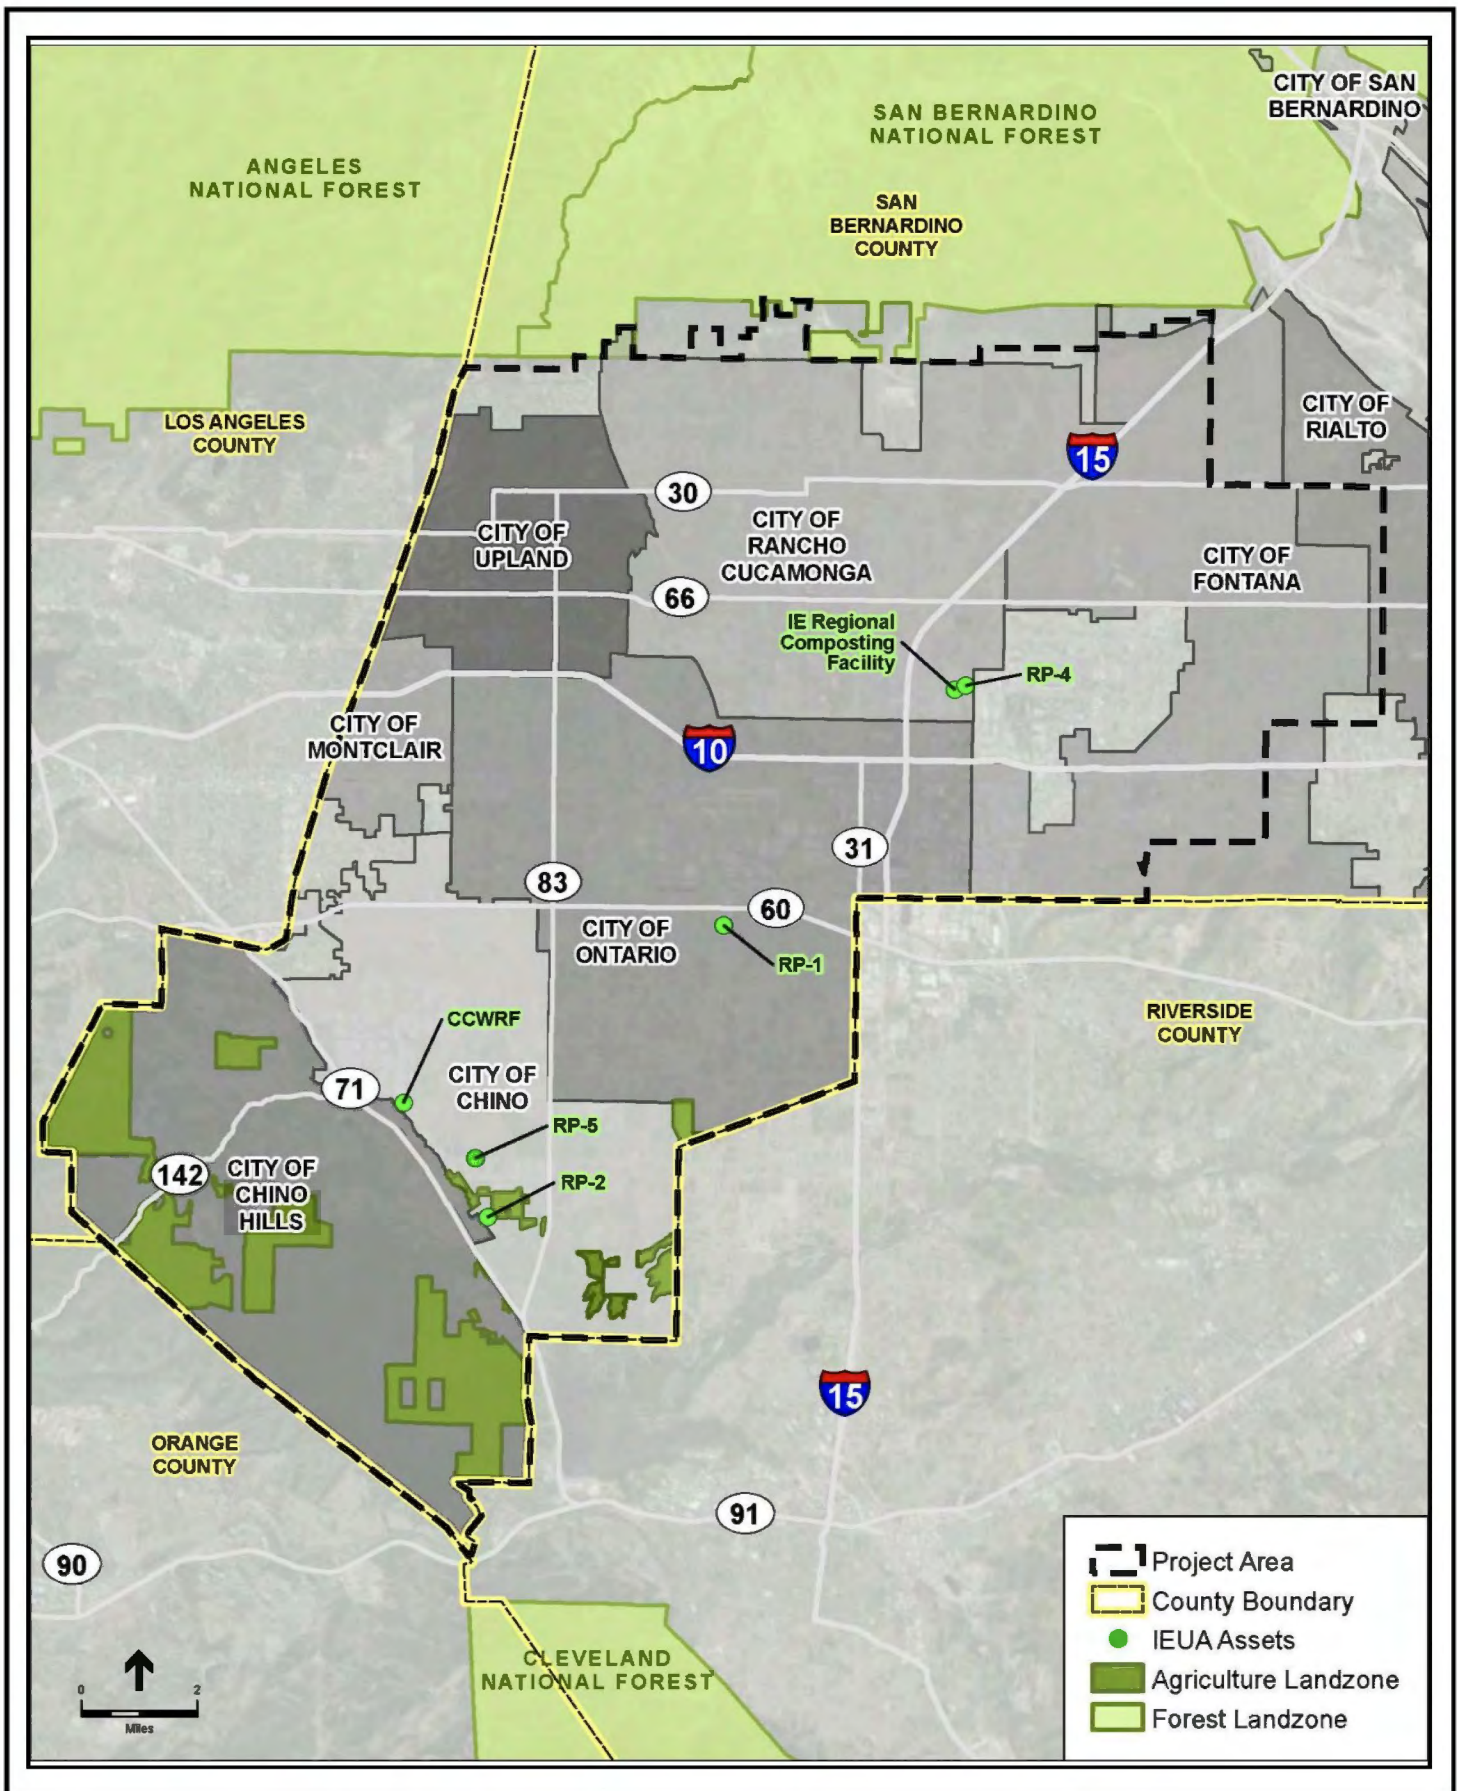 CITY OF SAN
BERNARDINO
SAN BERNARDINO
NATIONAL FOREST
ANGELES
NATIONAL FOREST
SAN
BERNARDINO
COUNTY
LOS ANGELES
COUNTY
CITY OF
RIALTO
15
30
CITY OF
UPLAND
CITY OF
RANCHO
CUCAMONGA
CITY OF
FONTANA
66
IE Regional
Composting
Facility
RP-4
CITY OF
MONTCLAIR
10
31
83
60
CITY OF
ONTARIO
RP-1
CCWRF
RIVERSIDE
COUNTY
71
CITY OF
CHINO
RP-5
142
CITY OF
CHINO
HILLS
RP-2
15
ORANGE
COUNTY
91
90
Project Area
County Boundary
IEUA Assets
Agriculture Landzone
Forest Landzone
CLEVELAND
NATIONAL FOREST
0 2
Miles